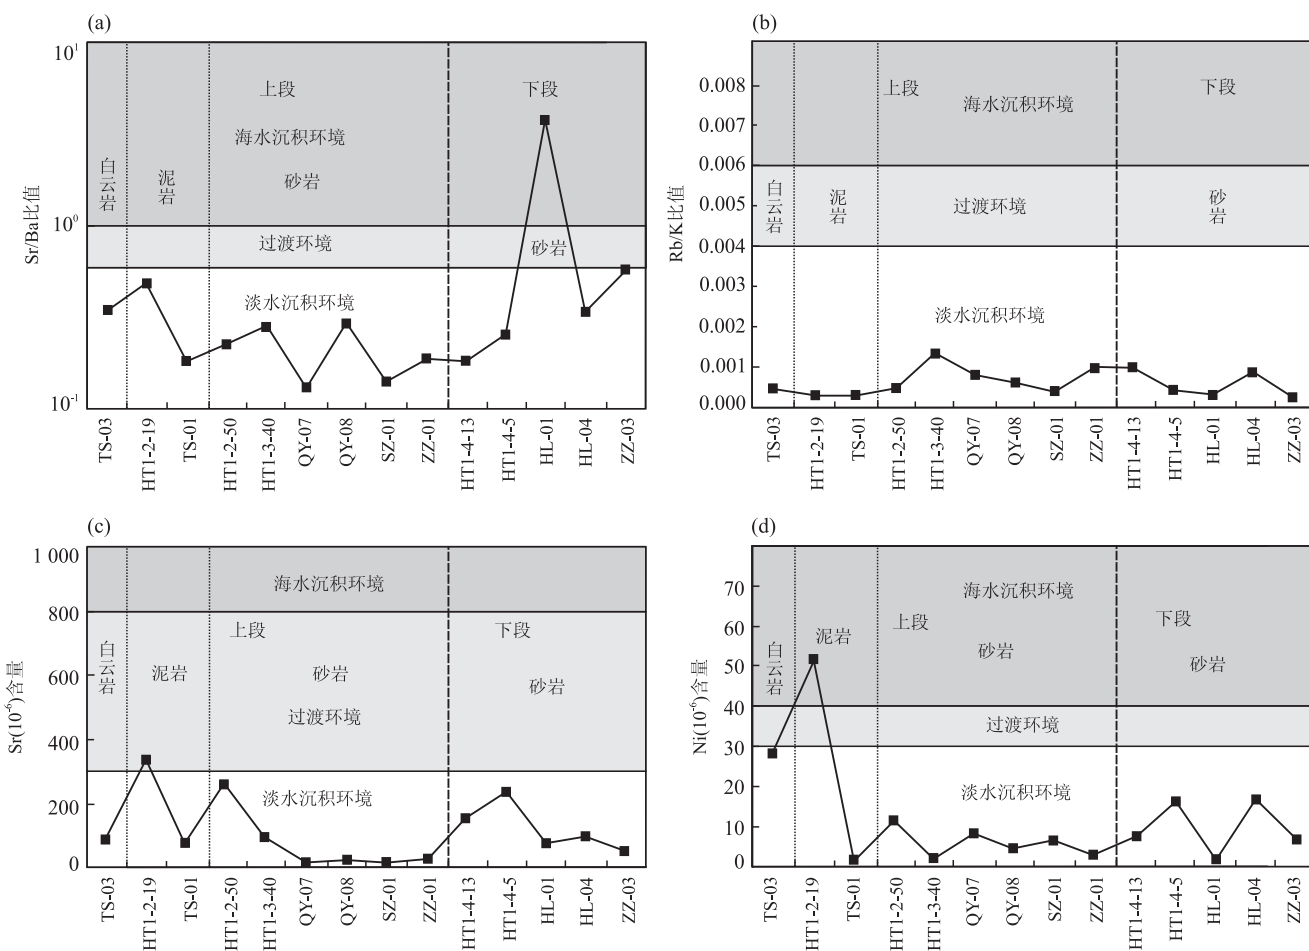 (a)
Sr/Ba比值
10¹
10⁰
10⁻¹
上段
下段
海水沉积环境
白云岩
泥岩
砂岩
过渡环境
砂岩
淡水沉积环境
TS-03
HT1-2-19
TS-01
HT1-2-50
HT1-3-40
QY-07
QY-08
SZ-01
ZZ-01
HT1-4-13
HT1-4-5
HL-01
HL-04
ZZ-03
(b)
Rb/K比值
0.008
0.007
0.006
0.005
0.004
0.003
0.002
0.001
0.000
上段
下段
海水沉积环境
白云岩
泥岩
过渡环境
砂岩
淡水沉积环境
TS-03
HT1-2-19
TS-01
HT1-2-50
HT1-3-40
QY-07
QY-08
SZ-01
ZZ-01
HT1-4-13
HT1-4-5
HL-01
HL-04
ZZ-03
(c)
Sr(10⁻⁶)含量
1 000
800
600
400
200
0
海水沉积环境
上段
下段
白云岩
泥岩
砂岩
砂岩
过渡环境
淡水沉积环境
TS-03
HT1-2-19
TS-01
HT1-2-50
HT1-3-40
QY-07
QY-08
SZ-01
ZZ-01
HT1-4-13
HT1-4-5
HL-01
HL-04
ZZ-03
(d)
Ni(10⁻⁶)含量
70
60
50
40
30
20
10
0
海水沉积环境
上段
下段
白云岩
泥岩
砂岩
砂岩
过渡环境
淡水沉积环境
TS-03
HT1-2-19
TS-01
HT1-2-50
HT1-3-40
QY-07
QY-08
SZ-01
ZZ-01
HT1-4-13
HT1-4-5
HL-01
HL-04
ZZ-03